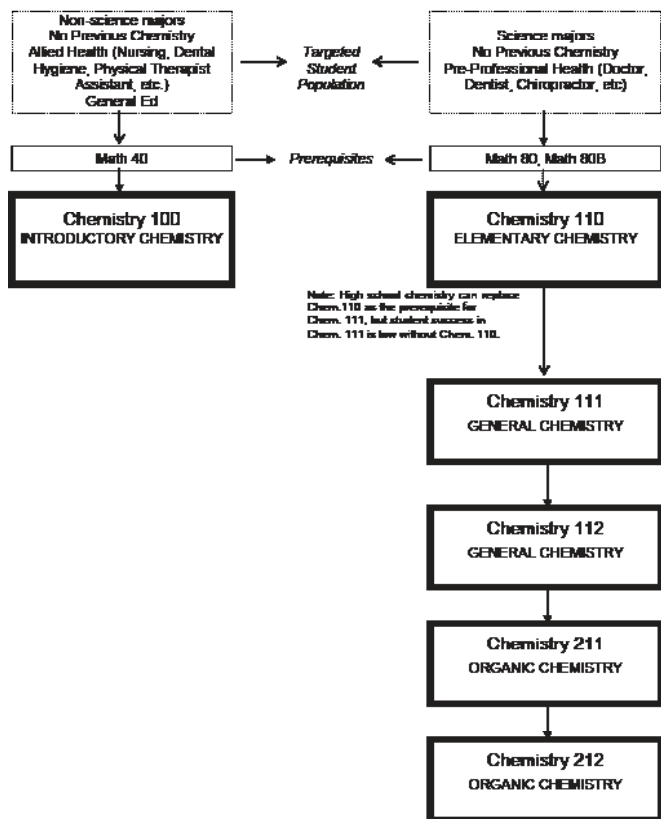 Non-science majors
No Previous Chemistry
Allied Health (Nursing, Dental
Hygiene, Physical Therapist
Assistant, etc.)
General Ed
Targeted
Student
Population
Science majors
No Previous Chemistry
Pre-Professional Health (Doctor,
Dentist, Chiropractor, etc)
Math 40
Prerequisites
Math 80, Math 80B
Chemistry 100
INTRODUCTORY CHEMISTRY
Chemistry 110
ELEMENTARY CHEMISTRY
Note: High school chemistry can replace
Chem.110 as the prerequisite for
Chem. 111, but student success in
Chem. 111 is low without Chem. 110.
Chemistry 111
GENERAL CHEMISTRY
Chemistry 112
GENERAL CHEMISTRY
Chemistry 211
ORGANIC CHEMISTRY
Chemistry 212
ORGANIC CHEMISTRY